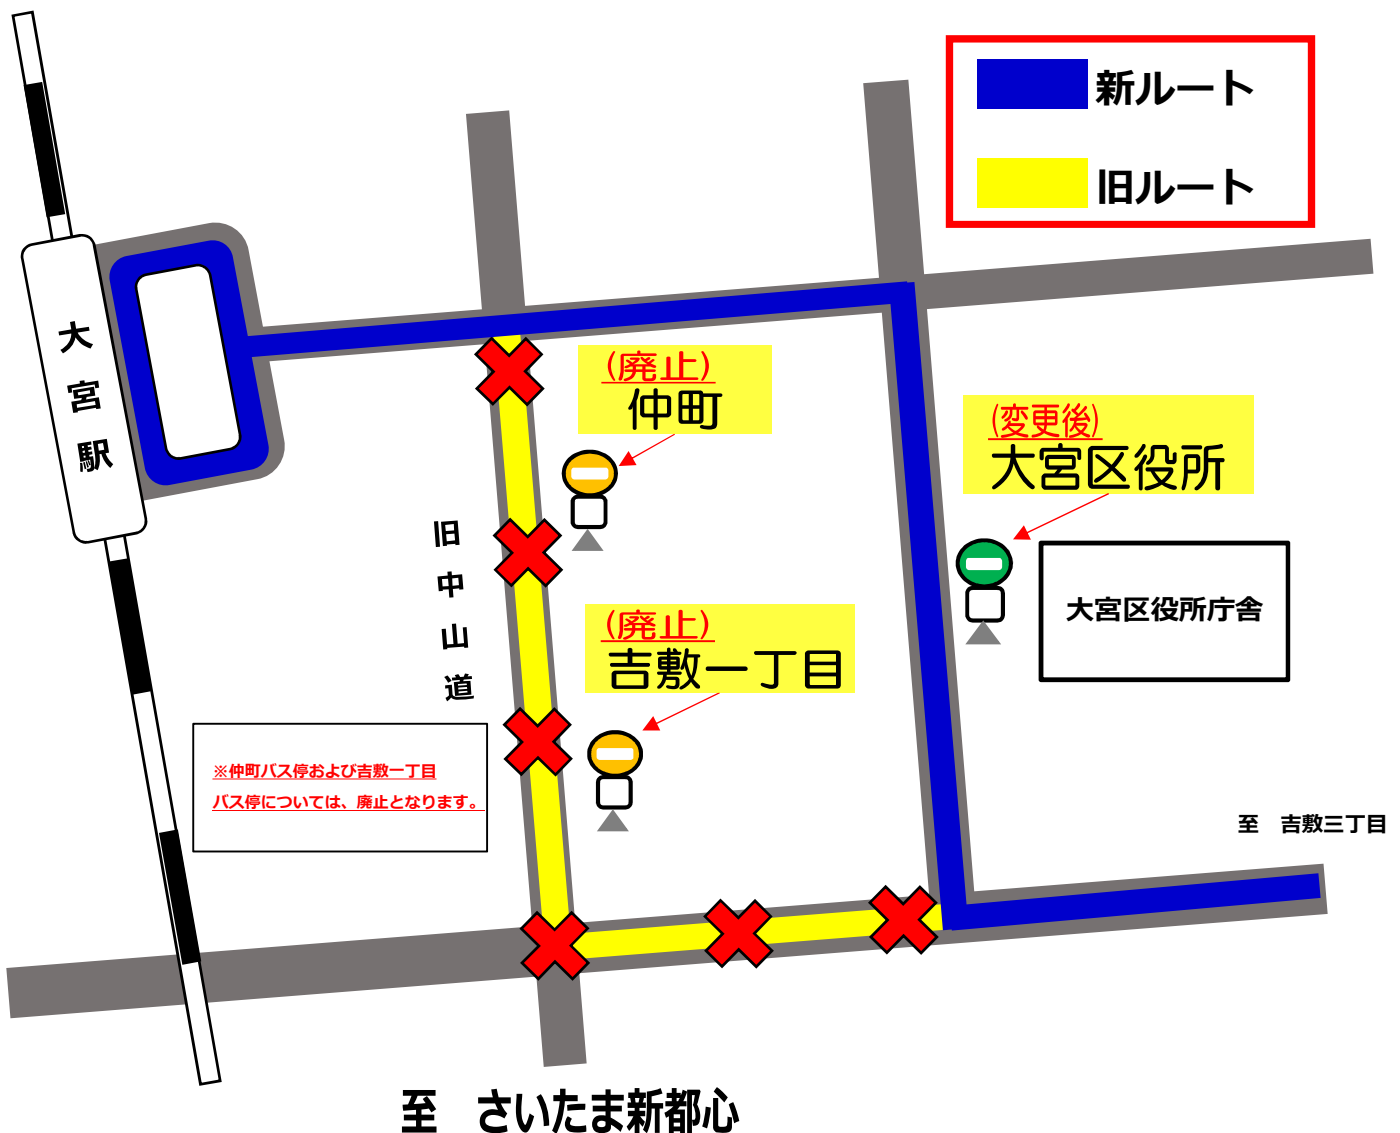 新ルート
旧ルート
大宮駅
(廃止)
仲町
(変更後)
大宮区役所
旧中山道
大宮区役所庁舎
(廃止)
吉敷一丁目
※仲町バス停および吉敷一丁目
バス停については、廃止となります。
至　吉敷三丁目
至　さいたま新都心